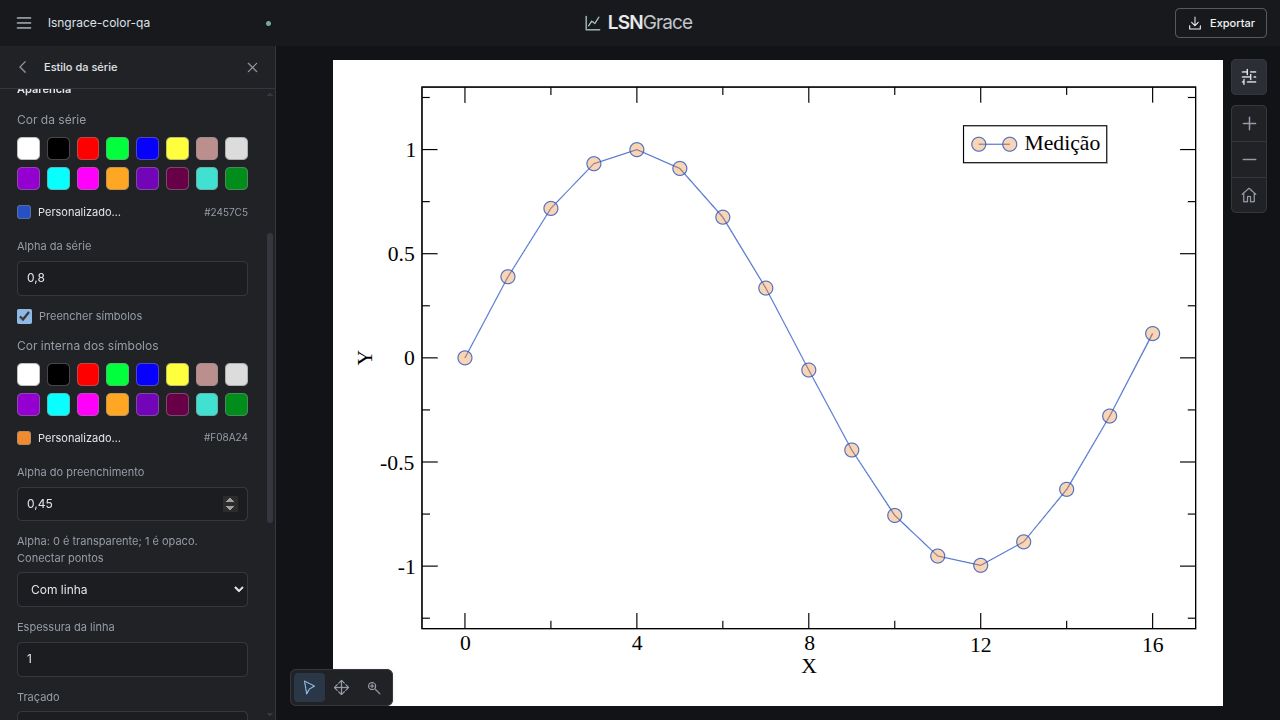 lsngrace-color-qa
LSNGrace
Exportar
Estilo da série
Aparência
Cor da série
Personalizado...
#2457C5
Alpha da série
0,8
Preencher símbolos
Cor interna dos símbolos
Personalizado...
#F08A24
Alpha do preenchimento
0,45
Alpha: 0 é transparente; 1 é opaco.
Conectar pontos
Com linha
Espessura da linha
1
Traçado
Medição
1
0.5
0
-0.5
-1
Y
0
4
8
12
16
X